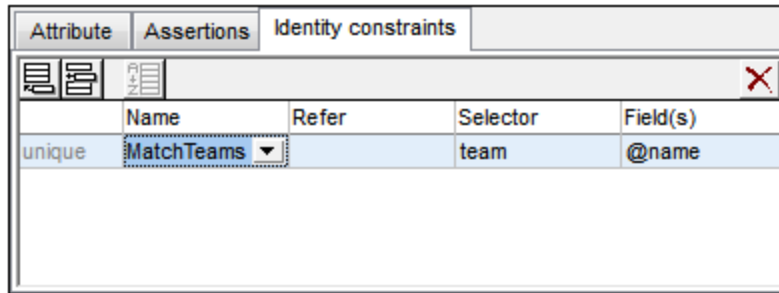 Attribute Assertions Identity constraints
A
Z
Name Refer Selector Field(s)
unique MatchTeams team @name